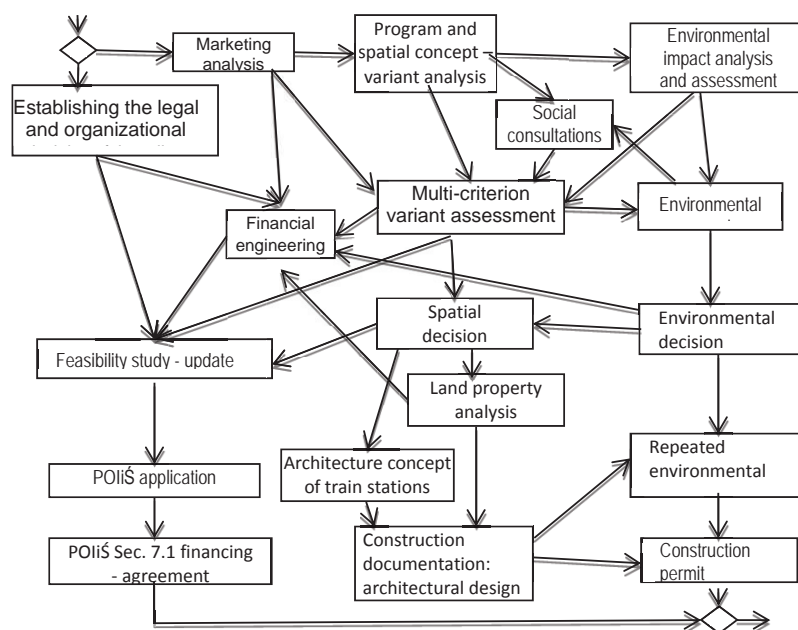 Marketing
analysis
Program and
spatial concept –
variant analysis
Environmental
impact analysis
and assessment
Establishing the legal
and organizational
Social
consultations
Multi-criterion
variant assessment
Environmental
Financial
engineering
Spatial
decision
Environmental
decision
Feasibility study - update
Land property
analysis
Architecture concept
of train stations
Repeated
environmental
POIiŚ application
POIiŚ Sec. 7.1 financing
- agreement
Construction
documentation:
architectural design
Construction
permit